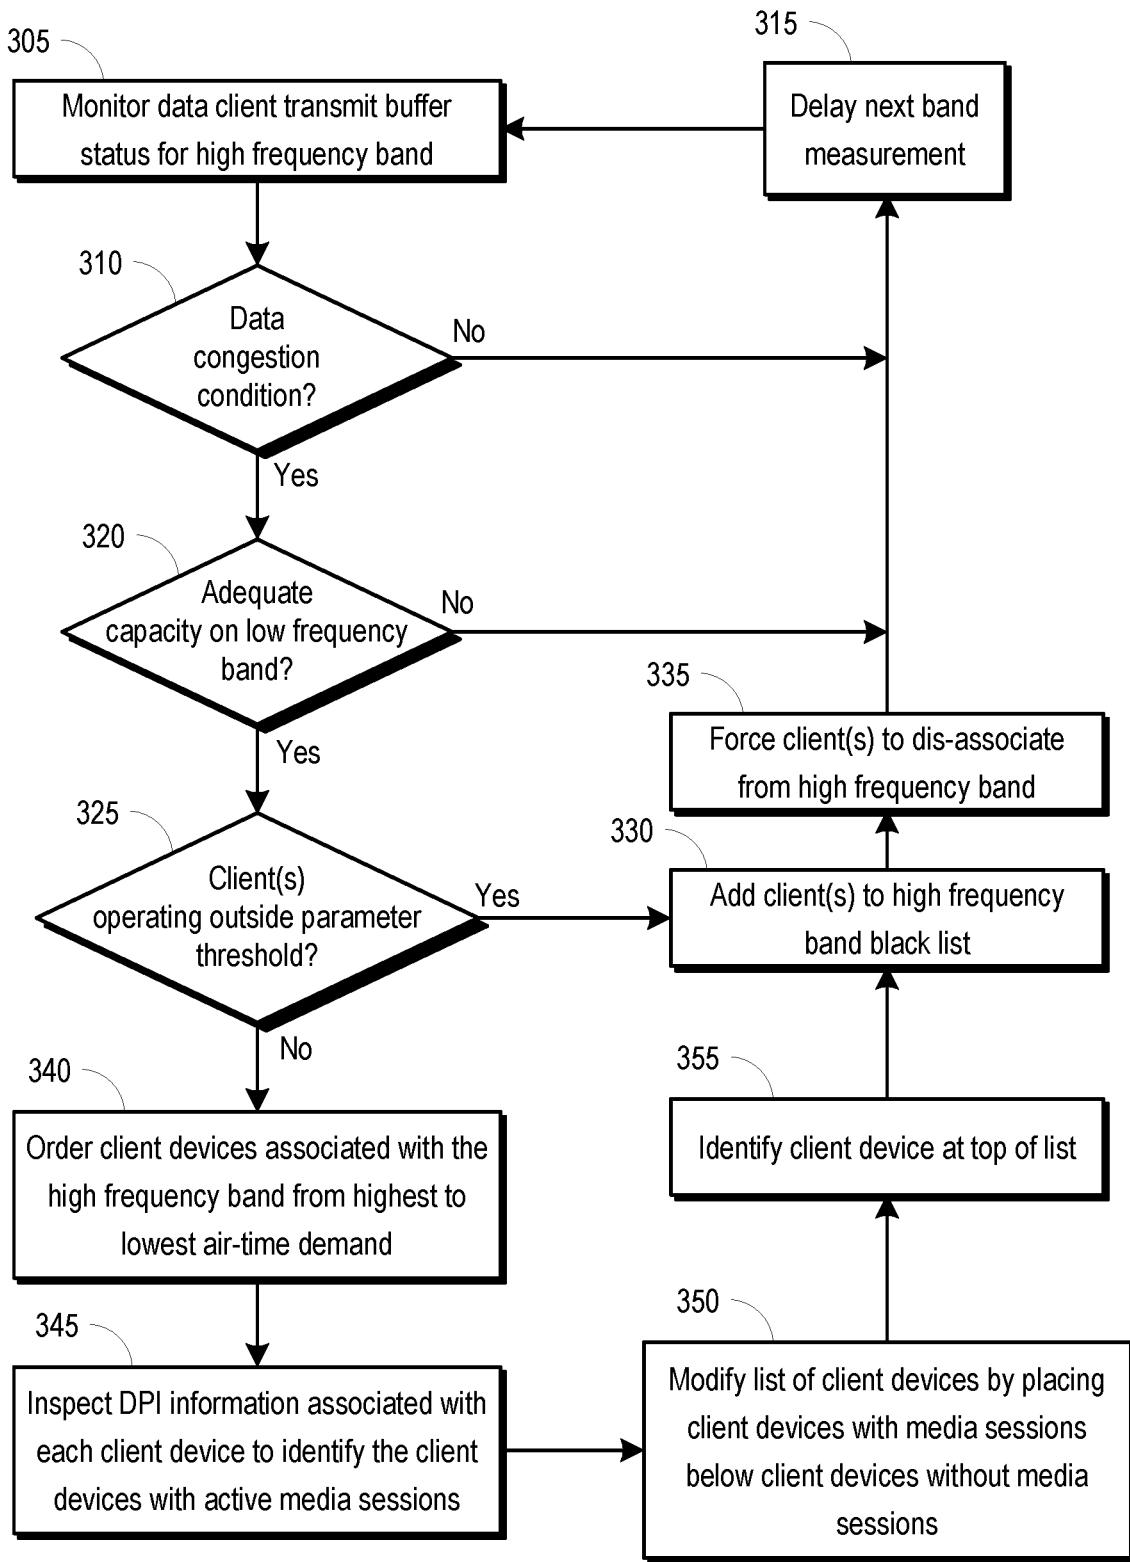 305
Monitor data client transmit buffer
status for high frequency band
315
Delay next band
measurement
310
Data
congestion
condition?
No
Yes
320
Adequate
capacity on low frequency
band?
No
Yes
325
Client(s)
operating outside parameter
threshold?
Yes
No
335
Force client(s) to dis-associate
from high frequency band
330
Add client(s) to high frequency
band black list
340
Order client devices associated with the
high frequency band from highest to
lowest air-time demand
355
Identify client device at top of list
345
Inspect DPI information associated with
each client device to identify the client
devices with active media sessions
350
Modify list of client devices by placing
client devices with media sessions
below client devices without media
sessions